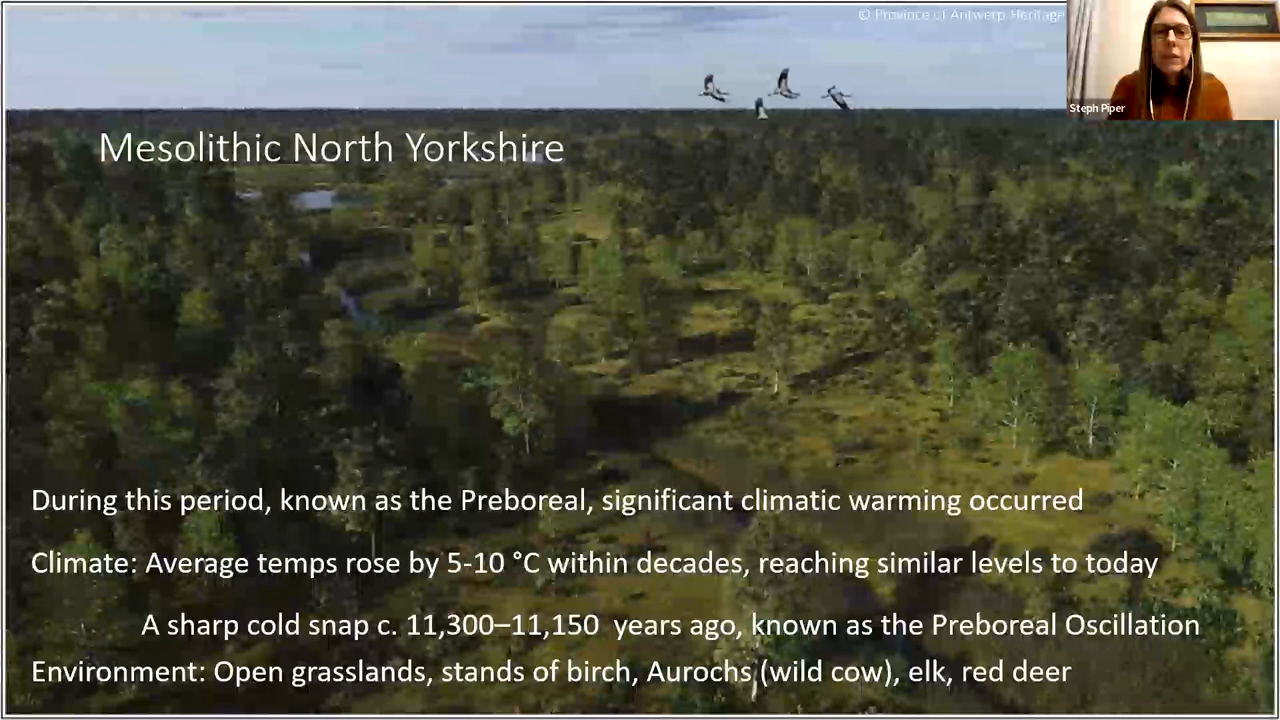 © Province of Antwerp Heritage
Steph Piper
Mesolithic North Yorkshire
During this period, known as the Preboreal, significant climatic warming occurred
Climate: Average temps rose by 5-10 °C within decades, reaching similar levels to today
A sharp cold snap c. 11,300–11,150 years ago, known as the Preboreal Oscillation
Environment: Open grasslands, stands of birch, Aurochs (wild cow), elk, red deer